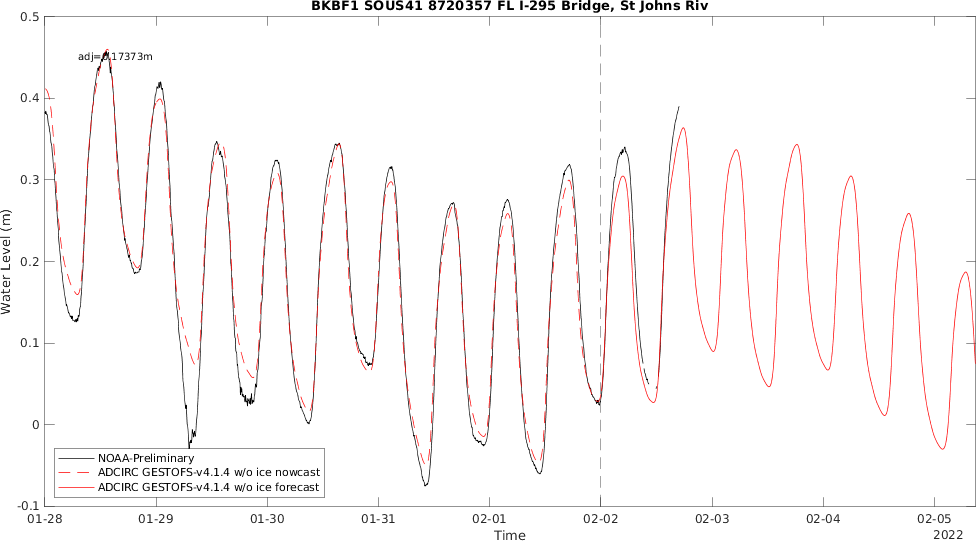 BKBF1 SOUS41 8720357 FL I-295 Bridge, St Johns Riv
0.5
adj=0.17373m
0.4
0.3
0.2
0.1
0
-0.1
Water Level (m)
NOAA-Preliminary
ADCIRC GESTOFS-v4.1.4 w/o ice nowcast
ADCIRC GESTOFS-v4.1.4 w/o ice forecast
01-28 01-29 01-30 01-31 02-01 02-02 02-03 02-04 02-05
Time
2022